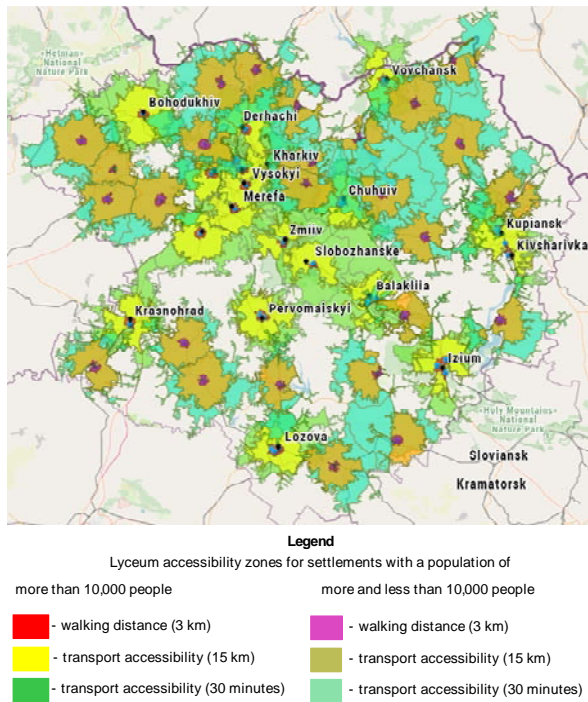 Hetman
National
Nature Park
Vovchansk
Bohodukhiv
Derhachi
Kharkiv
Vysokyi
Chuhuiv
Merefa
Kupiansk
Zmiiv
Kivsharivka
Slobozhanske
Balakliia
Krasnohrad
Pervomaiskyi
Izium
Holy Mountains
National
Nature Park
Lozova
Sloviansk
Kramatorsk
Legend
Lyceum accessibility zones for settlements with a population of
more than 10,000 people
more and less than 10,000 people
- walking distance (3 km)
- walking distance (3 km)
- transport accessibility (15 km)
- transport accessibility (15 km)
- transport accessibility (30 minutes)
- transport accessibility (30 minutes)